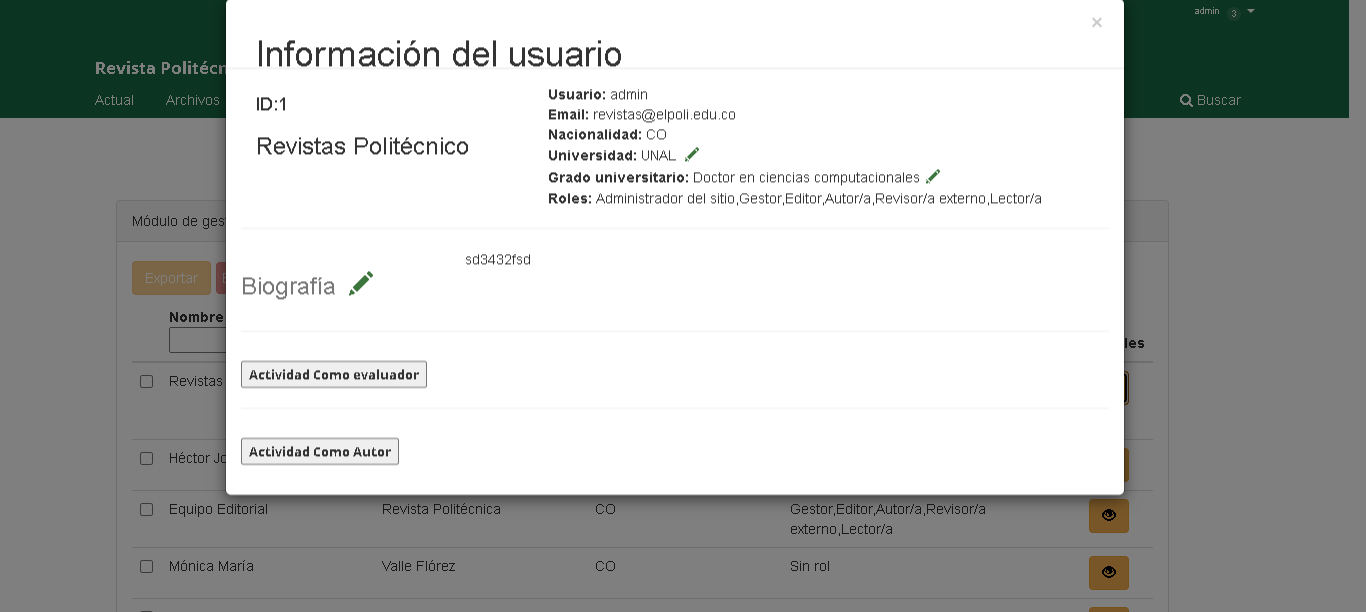 admin 3
×
Información del usuario
Revista Politécn
Actual Archivos
Buscar
ID:1
Revistas Politécnico
Usuario: admin
Email: revistas@elpoli.edu.co
Nacionalidad: CO
Universidad: UNAL
Grado universitario: Doctor en ciencias computacionales
Roles: Administrador del sitio,Gestor,Editor,Autor/a,Revisor/a externo,Lector/a
Módulo de ges
sd3432fsd
Biografía
Exportar
Nombre
les
Actividad Como evaluador
Revistas
Actividad Como Autor
Héctor Jo
Equipo Editorial Revista Politécnica CO Gestor,Editor,Autor/a,Revisor/a
externo,Lector/a
Mónica María Valle Flórez CO Sin rol